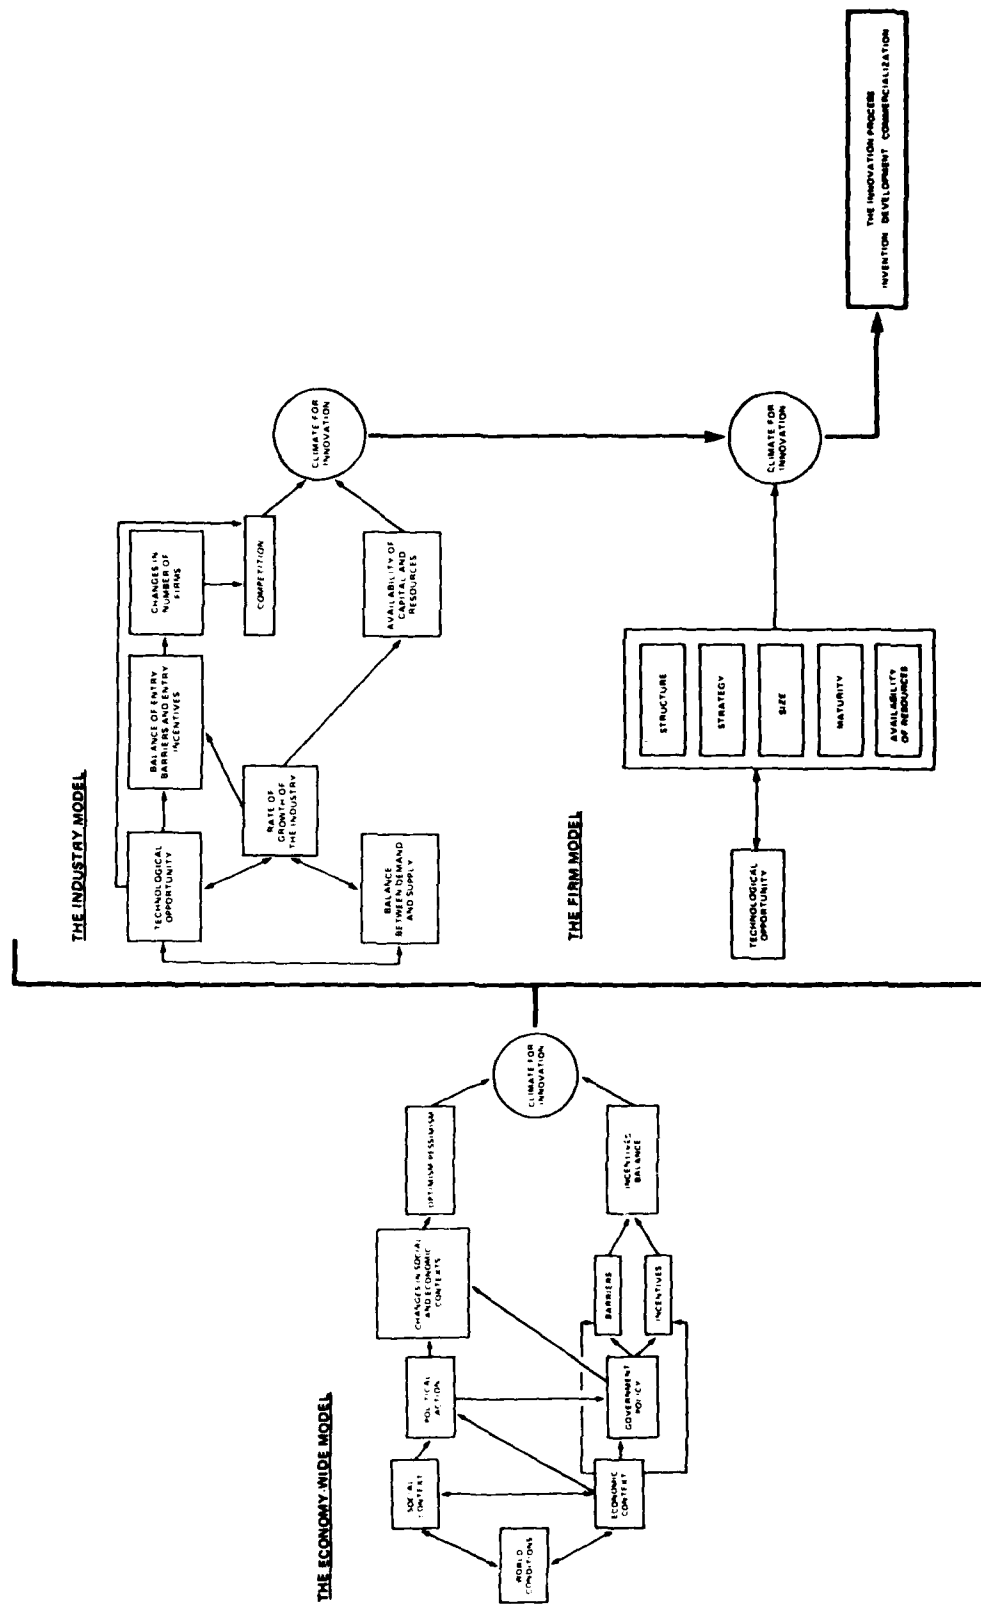 THE ECONOMY-WIDE MODEL
WORLD
CONDITIONS
SOCIAL
CONTEXT
ECONOMIC
CONTEXT
POLITICAL
ACTION
GOVERNMENT
POLICY
CHANGES IN SOCIAL
AND ECONOMIC
CONTEXTS
BARRIERS
INCENTIVES
OPTIMISM/PESSIMISM
INCENTIVES
BALANCE
CLIMATE FOR
INNOVATION
THE INDUSTRY MODEL
TECHNOLOGICAL
OPPORTUNITY
BALANCE
BETWEEN DEMAND
AND SUPPLY
RATE OF
GROWTH OF
THE INDUSTRY
BALANCE OF ENTRY
BARRIERS AND ENTRY
INCENTIVES
CHANGES IN
NUMBER OF
FIRMS
COMPETITION
AVAILABILITY OF
CAPITAL AND
RESOURCES
CLIMATE FOR
INNOVATION
THE FIRM MODEL
TECHNOLOGICAL
OPPORTUNITY
STRUCTURE
STRATEGY
SIZE
MATURITY
AVAILABILITY
OF RESOURCES
CLIMATE FOR
INNOVATION
THE INNOVATION PROCESS
INVENTION DEVELOPMENT COMMERCIALIZATION